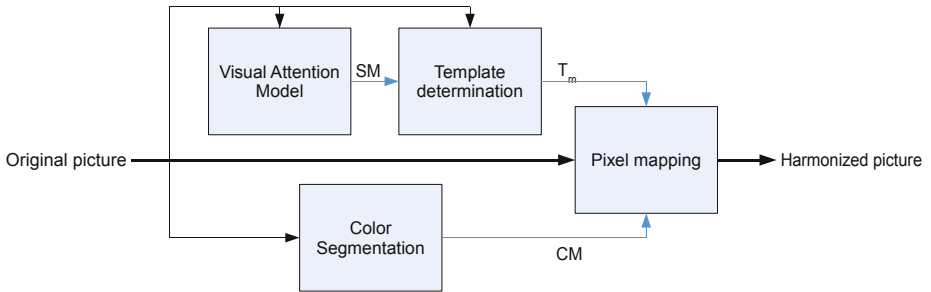 Visual Attention
Model
SM
Template
determination
Tm
Original picture
Pixel mapping
Harmonized picture
Color
Segmentation
CM